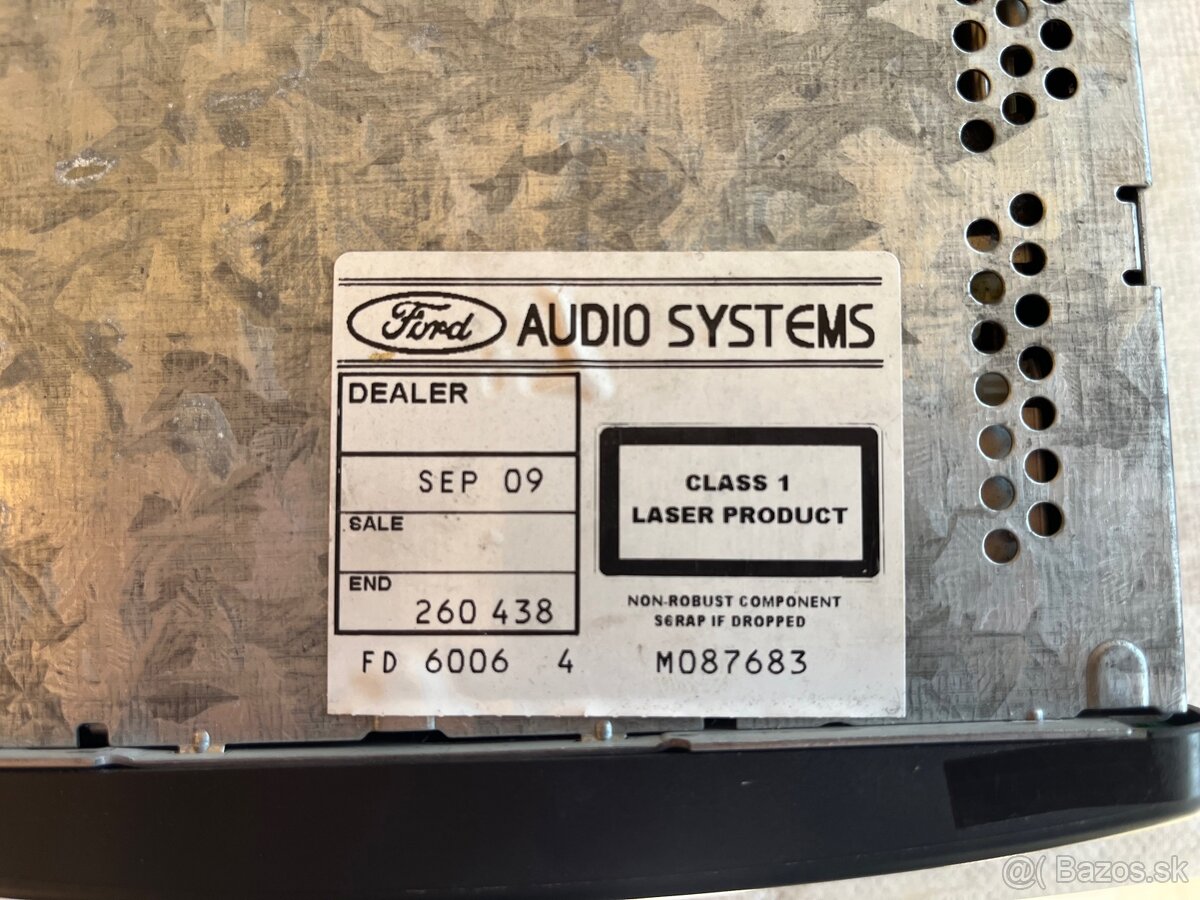 Ford AUDIO SYSTEMS
DEALER
SEP 09
SALE
END
260 438
FD 6006 4
CLASS 1
LASER PRODUCT
NON-ROBUST COMPONENT
S6RAP IF DROPPED
M087683
@( Bazos.sk